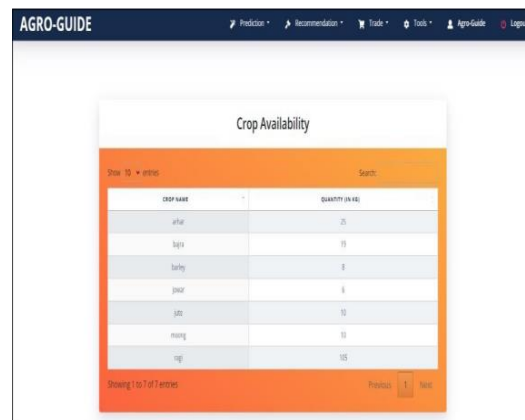 AGRO-GUIDE Prediction Recommendation Trade Tools Agro-Guide Logou
Crop Availability
Show 10 entries Search:
CROP NAME QUANTITY (IN KG)
arhar 25
bajra
barley 8
jowar 6
jute 10
moong 10
ragi 105
Showing 1 to 7 of 7 entries Previous 1 Next